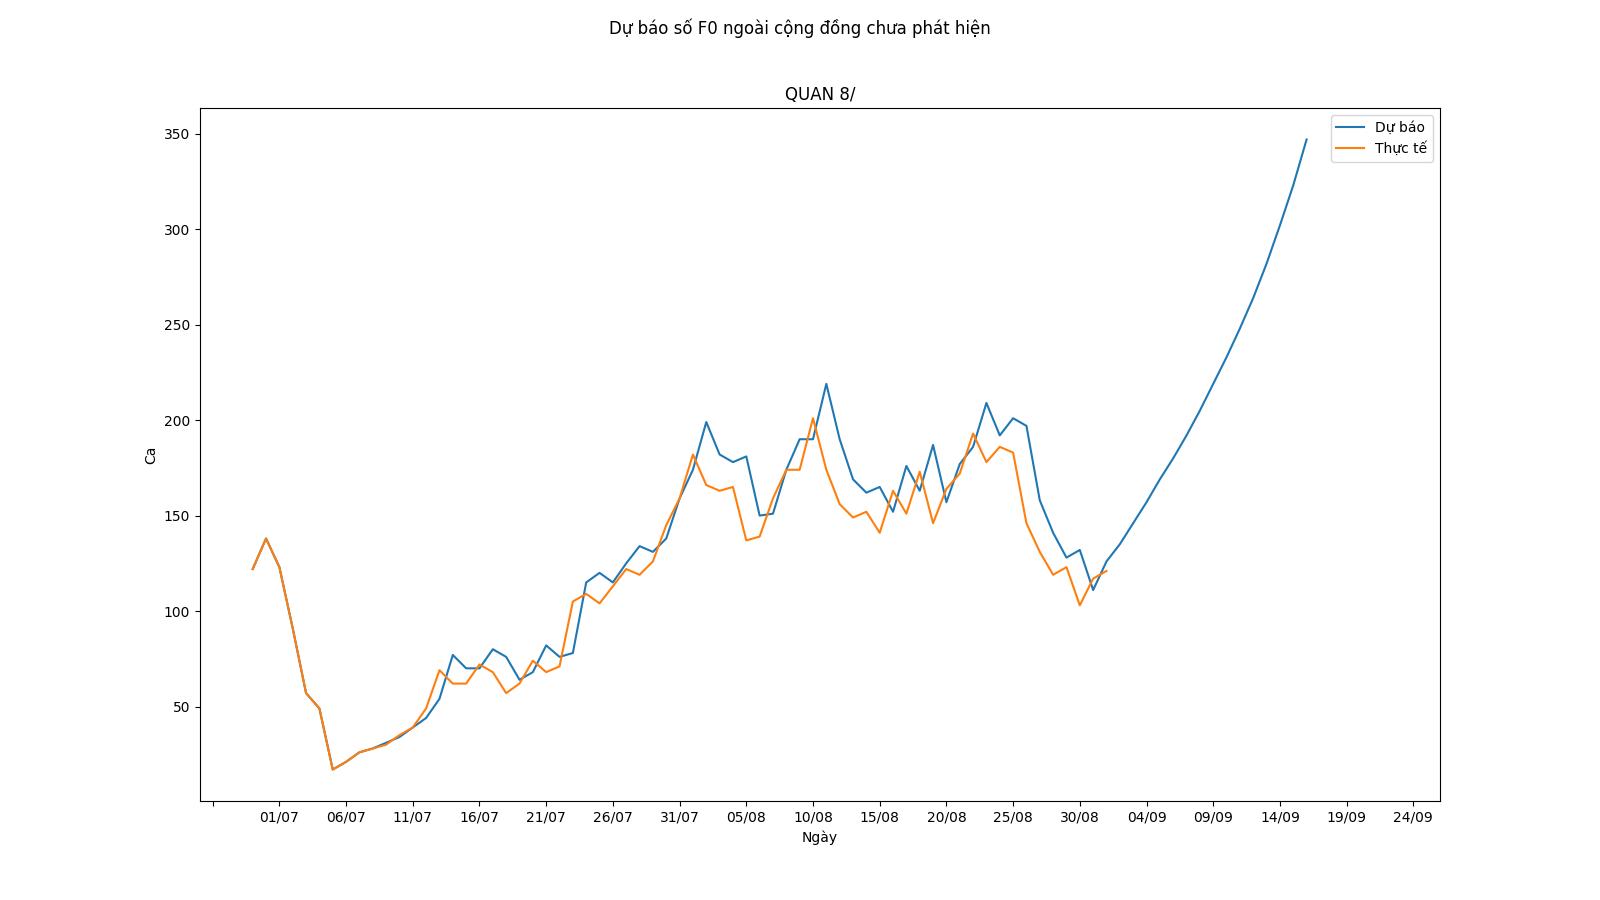 Dự báo số F0 ngoài cộng đồng chưa phát hiện
QUAN 8/
Dự báo
Thực tế
350
300
250
200
150
100
50
Ca
01/07 06/07 11/07 16/07 21/07 26/07 31/07 05/08 10/08 15/08 20/08 25/08 30/08 04/09 09/09 14/09 19/09 24/09
Ngày